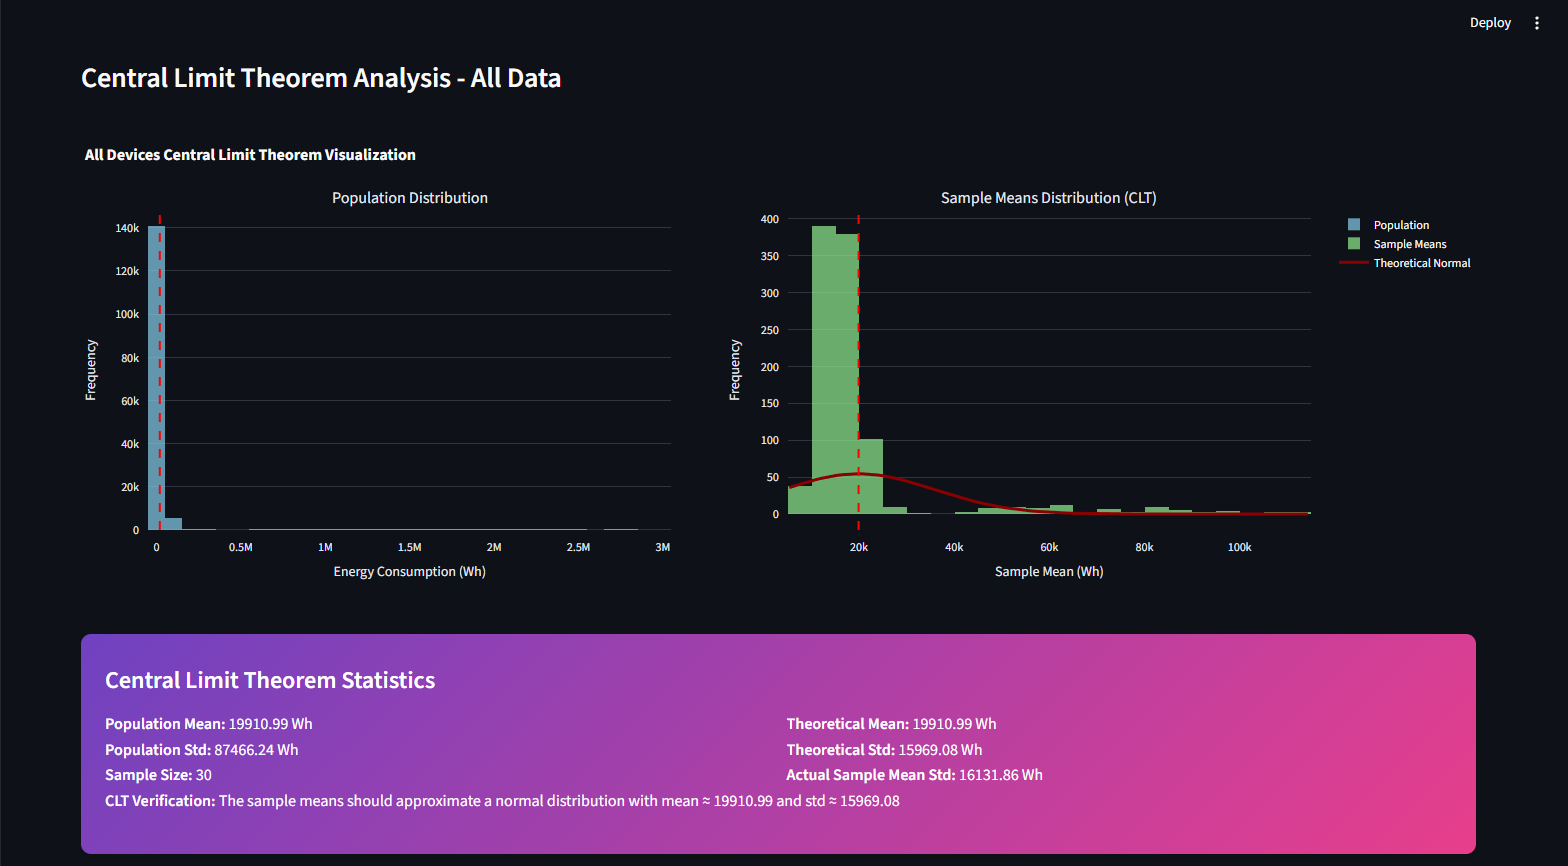 Deploy
Central Limit Theorem Analysis - All Data
All Devices Central Limit Theorem Visualization
Population Distribution
140k
120k
100k
80k
60k
40k
20k
0
Frequency
0 0.5M 1M 1.5M 2M 2.5M 3M
Energy Consumption (Wh)
Sample Means Distribution (CLT)
400
350
300
250
200
150
100
50
0
Frequency
20k 40k 60k 80k 100k
Sample Mean (Wh)
Population
Sample Means
Theoretical Normal
Central Limit Theorem Statistics
Population Mean: 19910.99 Wh
Population Std: 87466.24 Wh
Sample Size: 30
Theoretical Mean: 19910.99 Wh
Theoretical Std: 15969.08 Wh
Actual Sample Mean Std: 16131.86 Wh
CLT Verification: The sample means should approximate a normal distribution with mean ≈ 19910.99 and std ≈ 15969.08